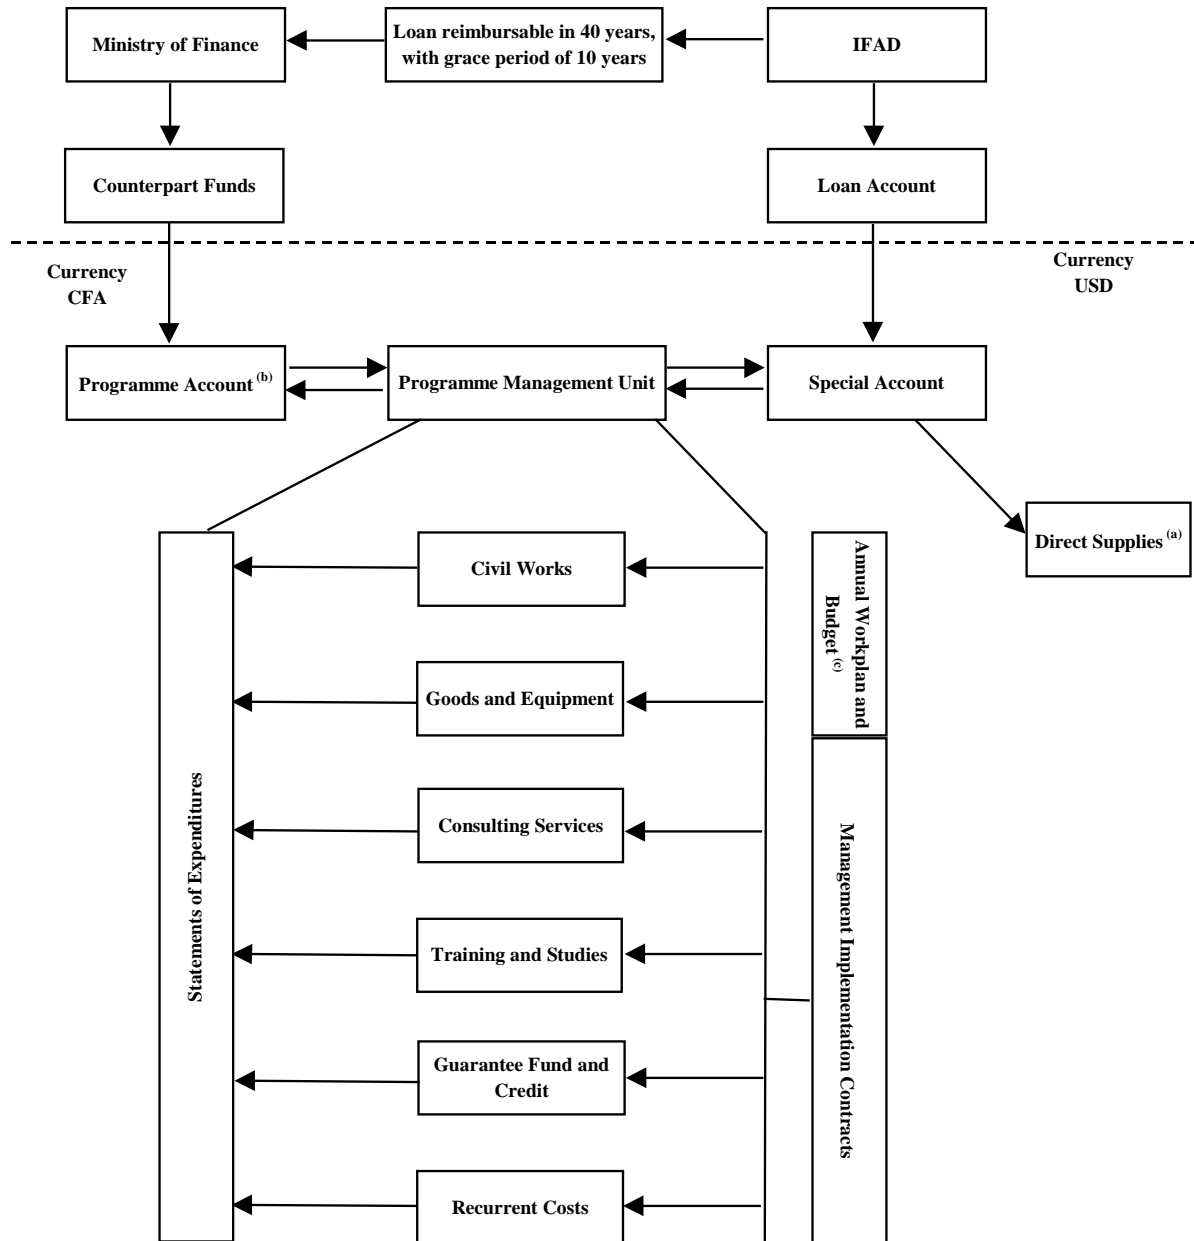 Ministry of Finance
Loan reimbursable in 40 years,
with grace period of 10 years
IFAD
Counterpart Funds
Loan Account
Currency
CFA
Currency
USD
Programme Account (b)
Programme Management Unit
Special Account
Direct Supplies (a)
Civil Works
Annual Workplan and
Budget (c)
Goods and Equipment
Statements of Expenditures
Consulting Services
Management Implementation Contracts
Training and Studies
Guarantee Fund and
Credit
Recurrent Costs